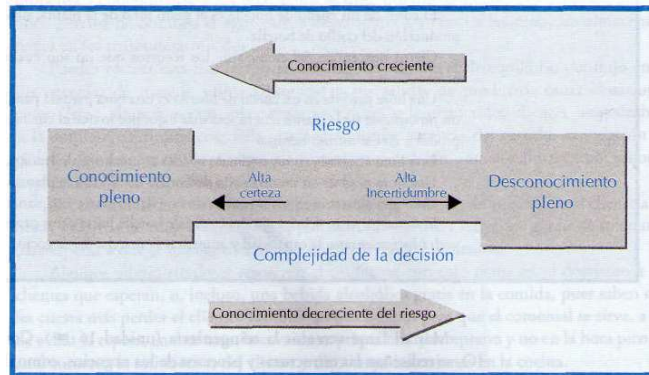 Conocimiento creciente
Riesgo
Conocimiento
pleno
Alta
certeza
Alta
Incertidumbre
Desconocimiento
pleno
Complejidad de la decisión
Conocimiento decreciente del riesgo